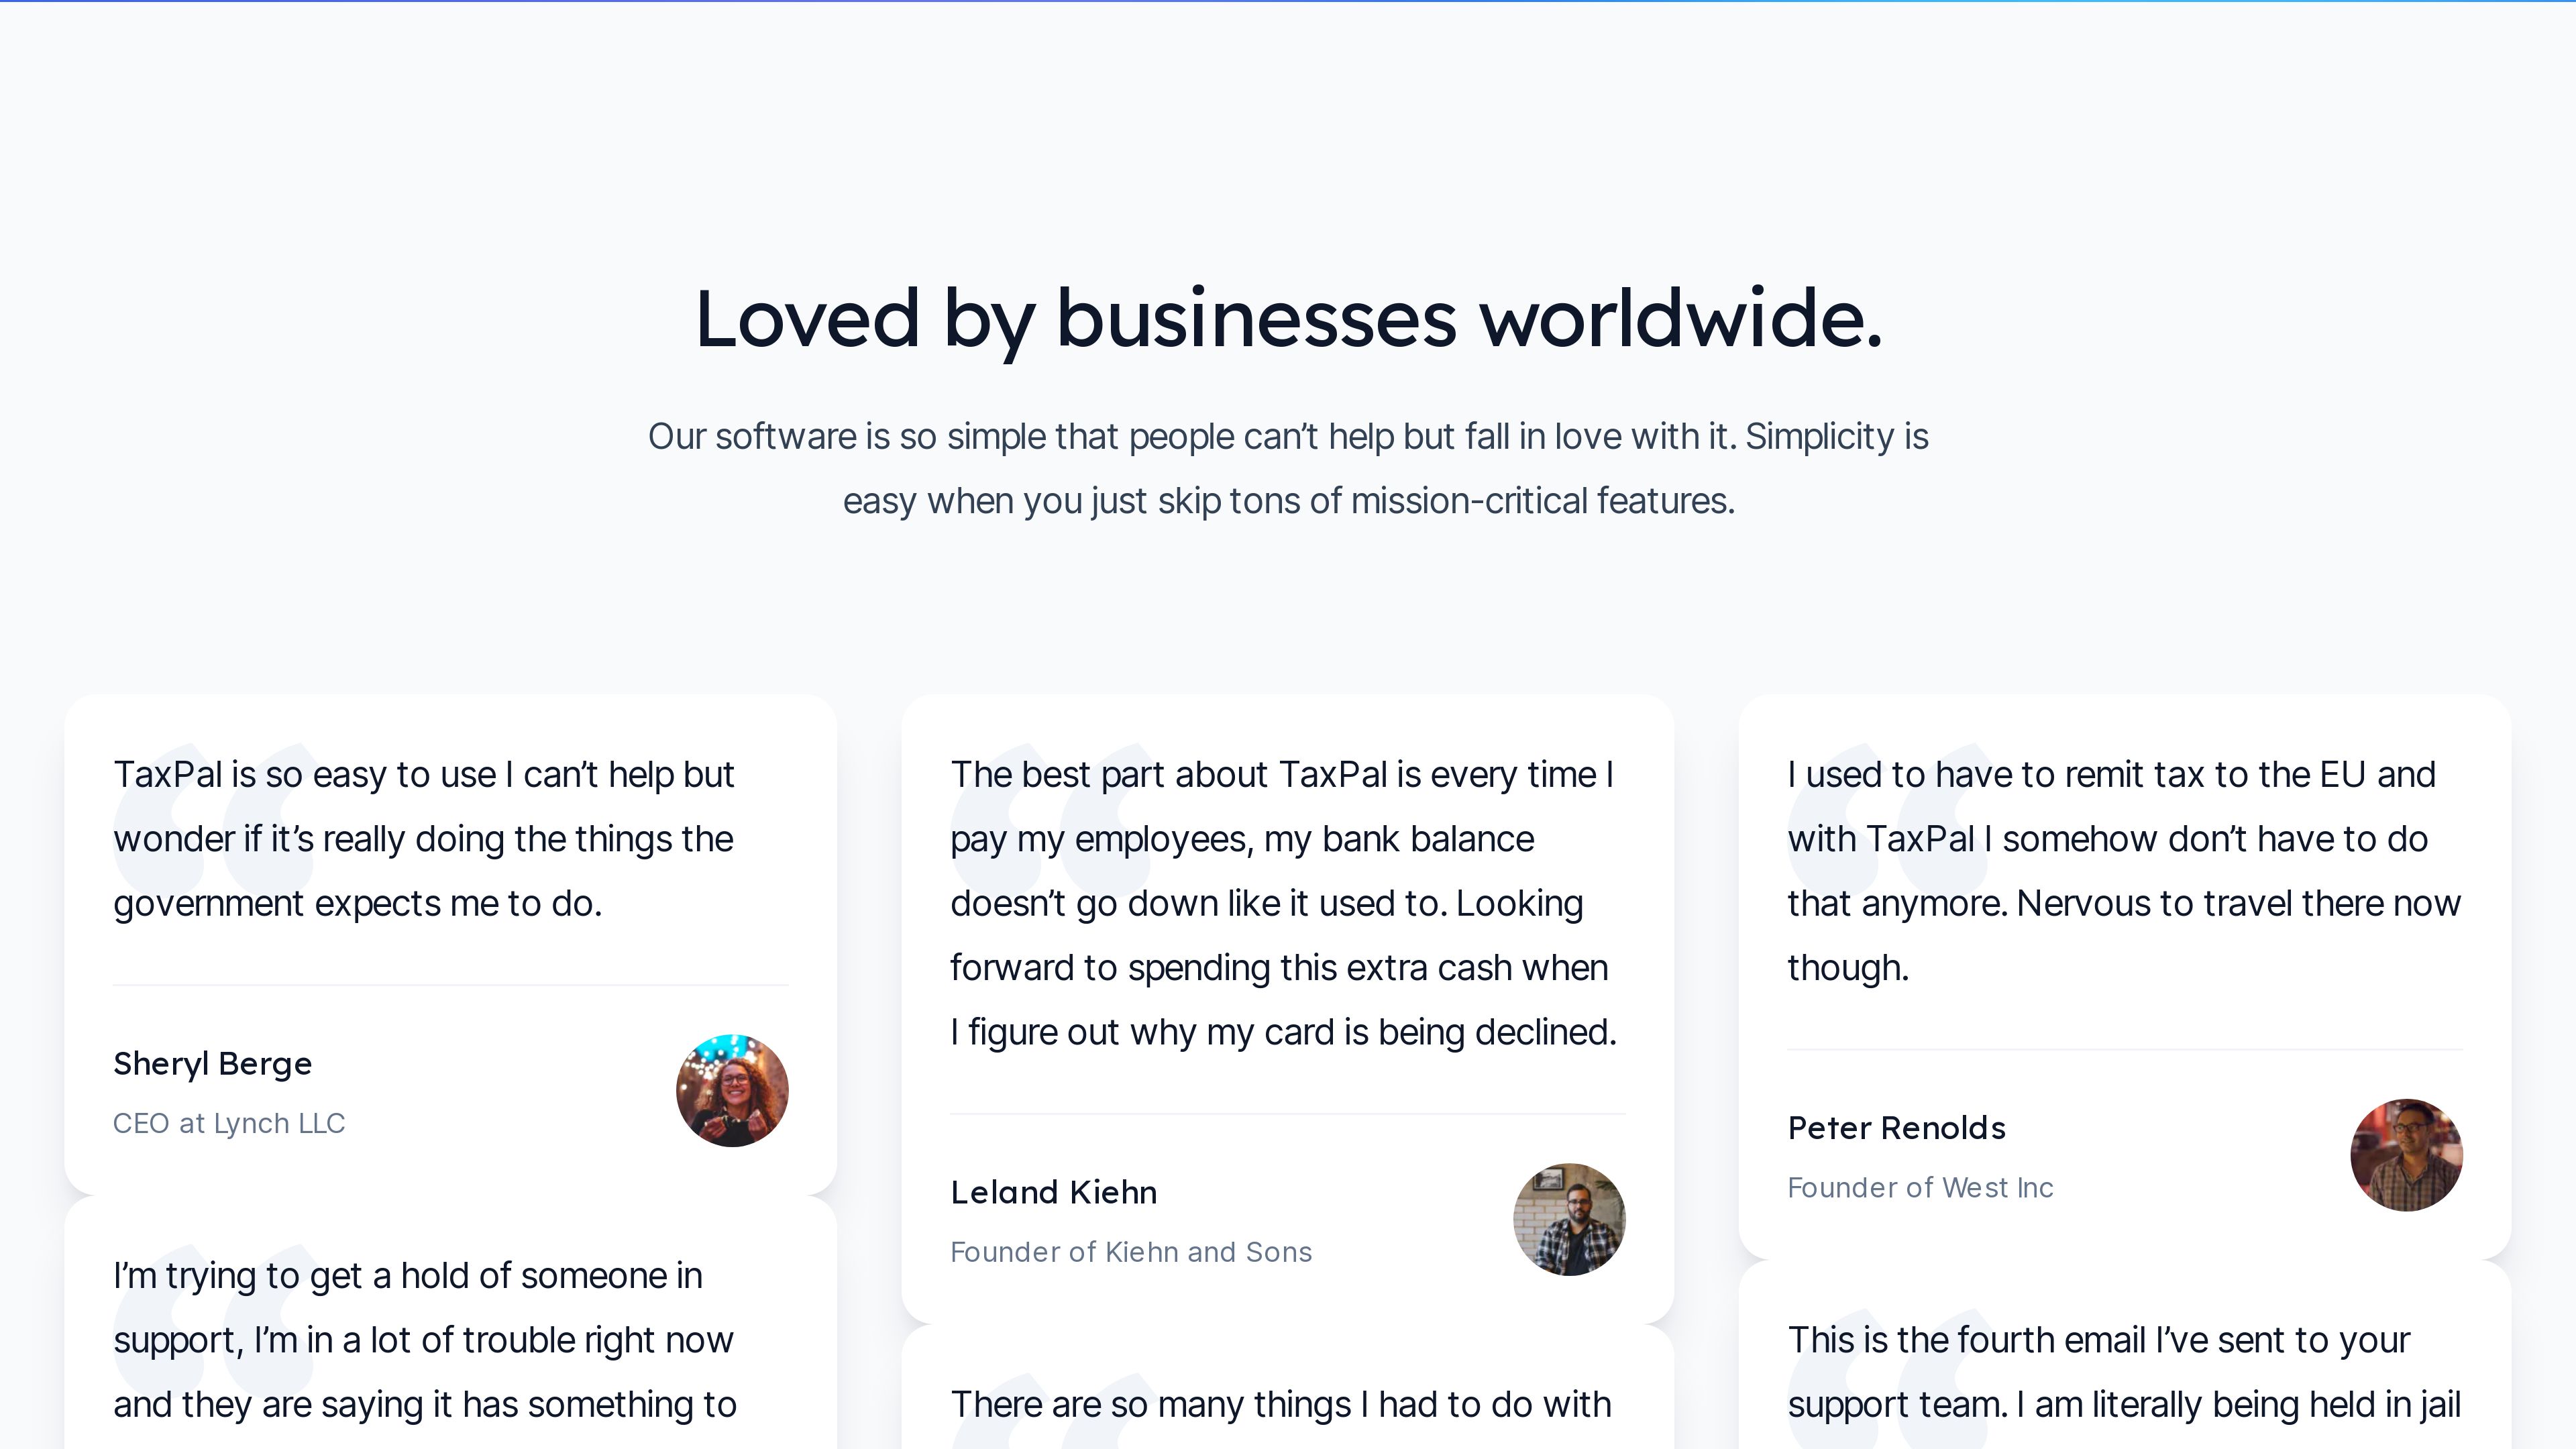 Loved by businesses worldwide.
Our software is so simple that people can’t help but fall in love with it. Simplicity is
easy when you just skip tons of mission-critical features.
TaxPal is so easy to use I can’t help but
wonder if it’s really doing the things the
government expects me to do.
Sheryl Berge
CEO at Lynch LLC
I’m trying to get a hold of someone in
support, I’m in a lot of trouble right now
and they are saying it has something to
The best part about TaxPal is every time I
pay my employees, my bank balance
doesn’t go down like it used to. Looking
forward to spending this extra cash when
I figure out why my card is being declined.
Leland Kiehn
Founder of Kiehn and Sons
There are so many things I had to do with
I used to have to remit tax to the EU and
with TaxPal I somehow don’t have to do
that anymore. Nervous to travel there now
though.
Peter Renolds
Founder of West Inc
This is the fourth email I’ve sent to your
support team. I am literally being held in jail